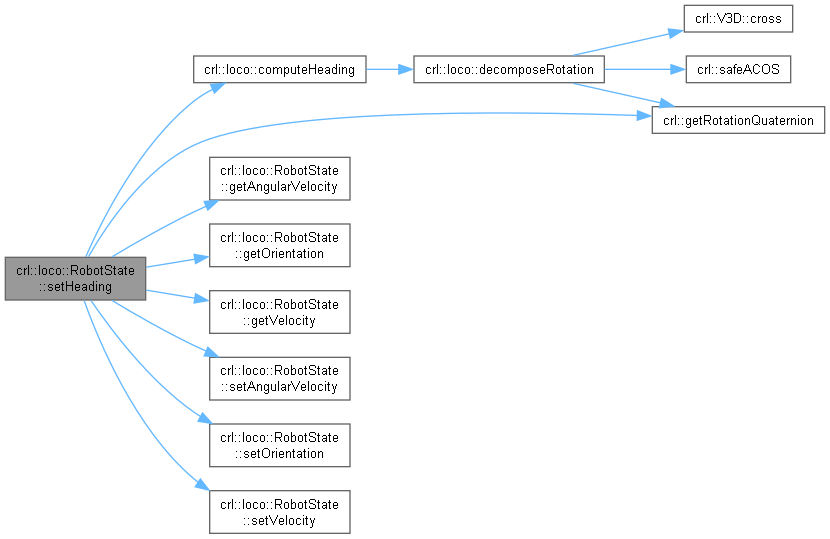 crl::V3D::cross
crl::loco::computeHeading
crl::loco::decomposeRotation
crl::safeACOS
crl::getRotationQuaternion
crl::loco::RobotState
::getAngularVelocity
crl::loco::RobotState
::getOrientation
crl::loco::RobotState
::setHeading
crl::loco::RobotState
::getVelocity
crl::loco::RobotState
::setAngularVelocity
crl::loco::RobotState
::setOrientation
crl::loco::RobotState
::setVelocity